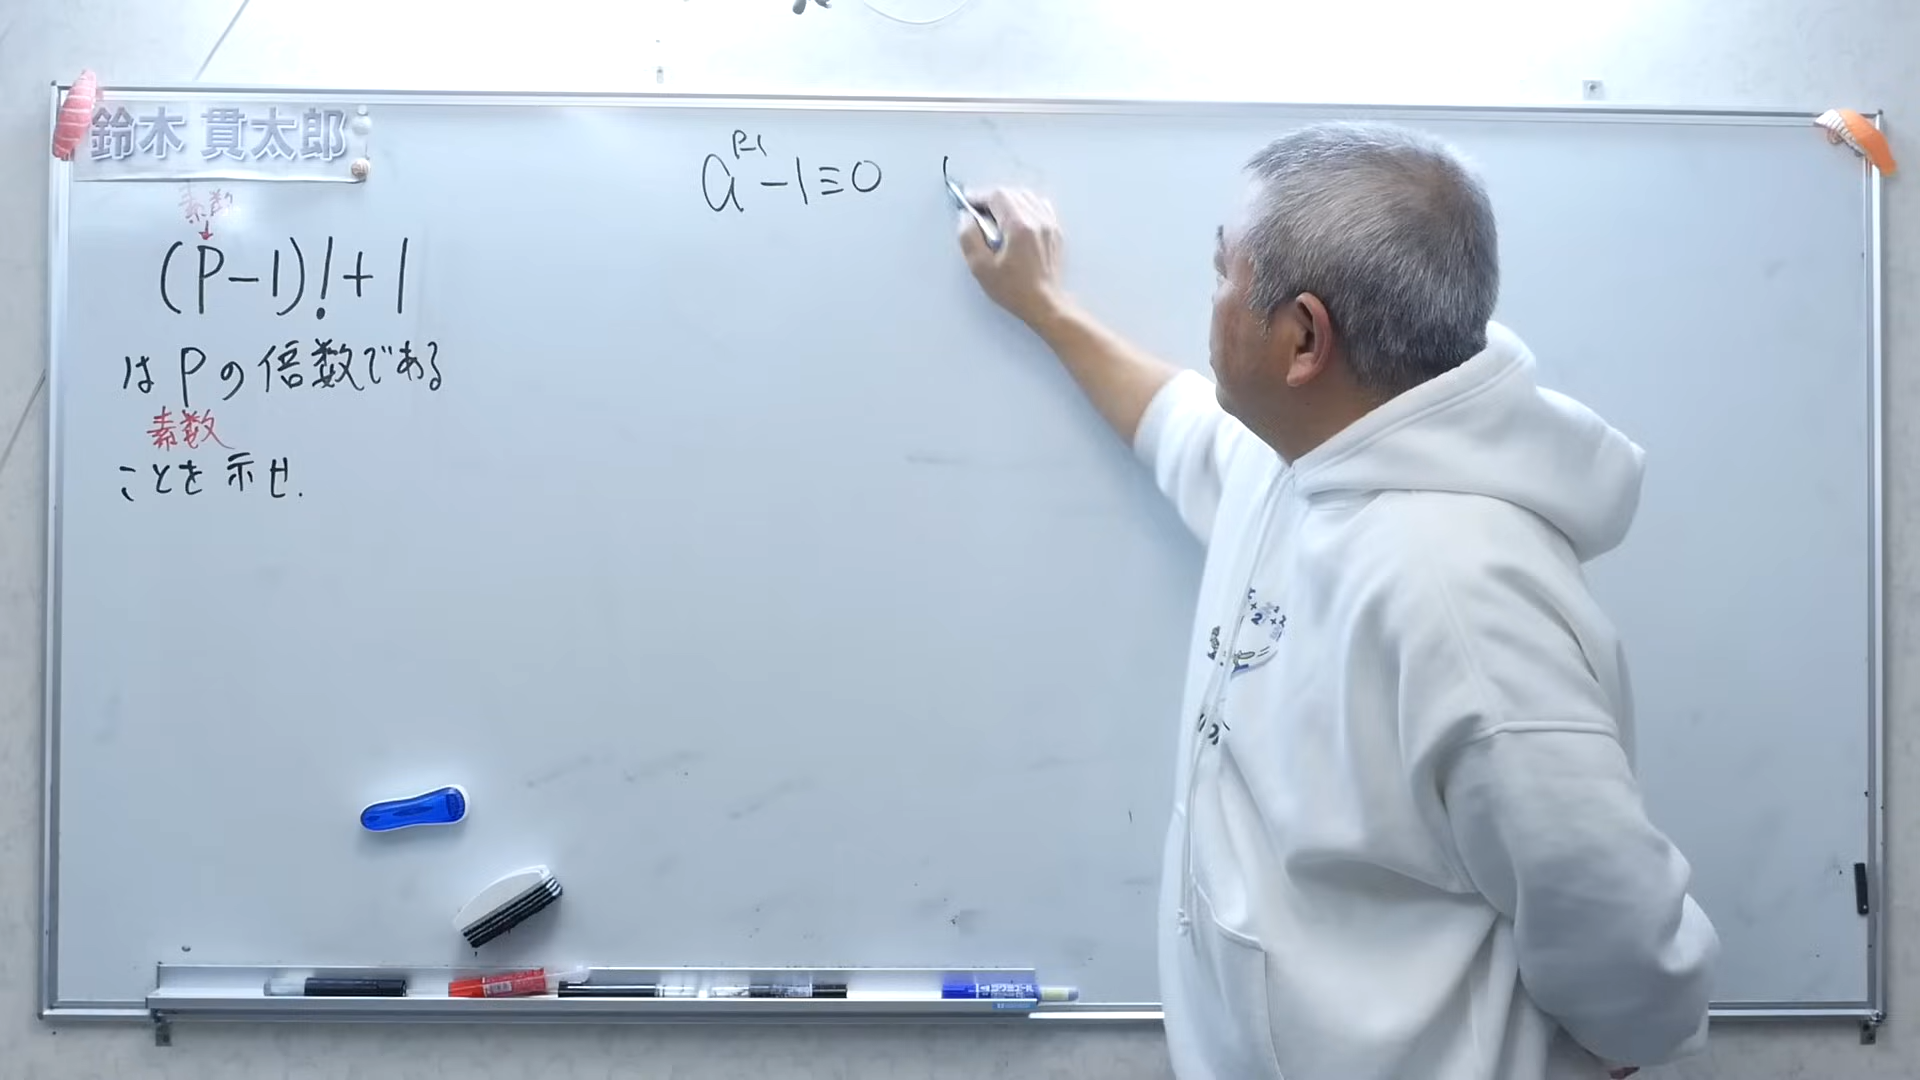 鈴木 貫太郎
素数
↓
(P-1)!+1
は Pの倍数である
素数
ことを 示せ.
a^{P-1}-1≡0